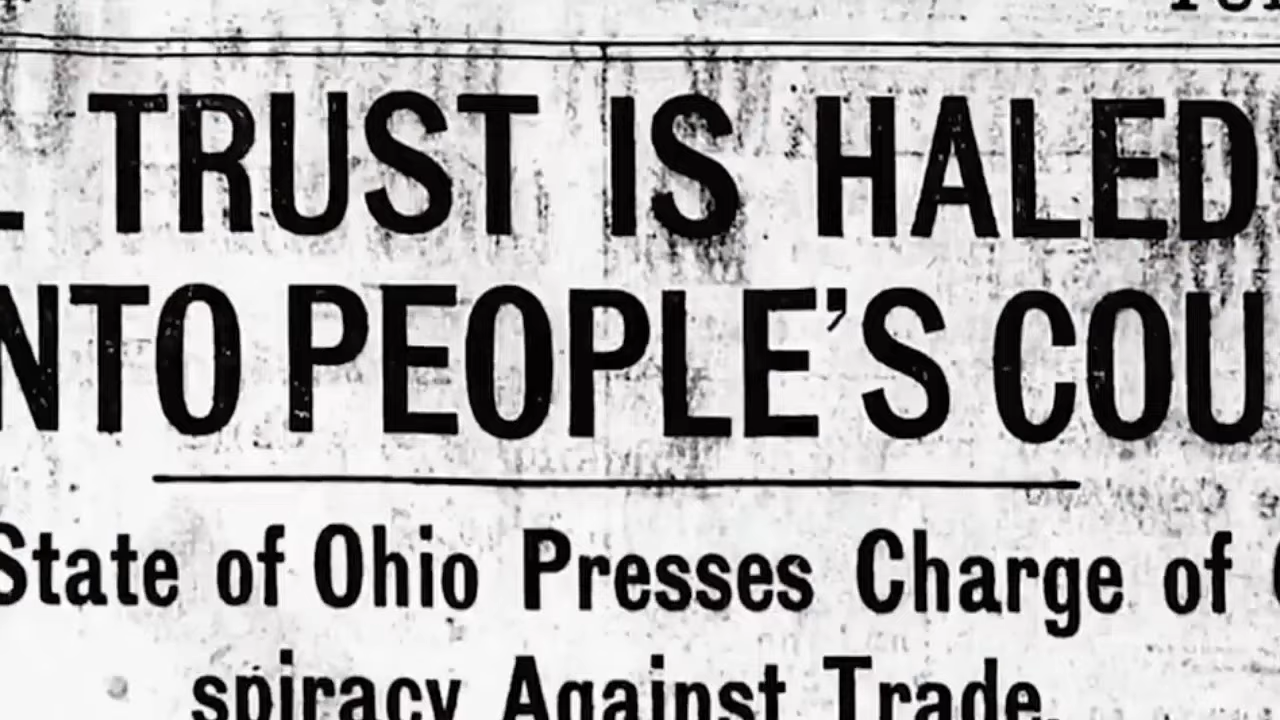 TRUST IS HALED
NTO PEOPLE'S COU
State of Ohio Presses Charge of
spiracy Against Trade.